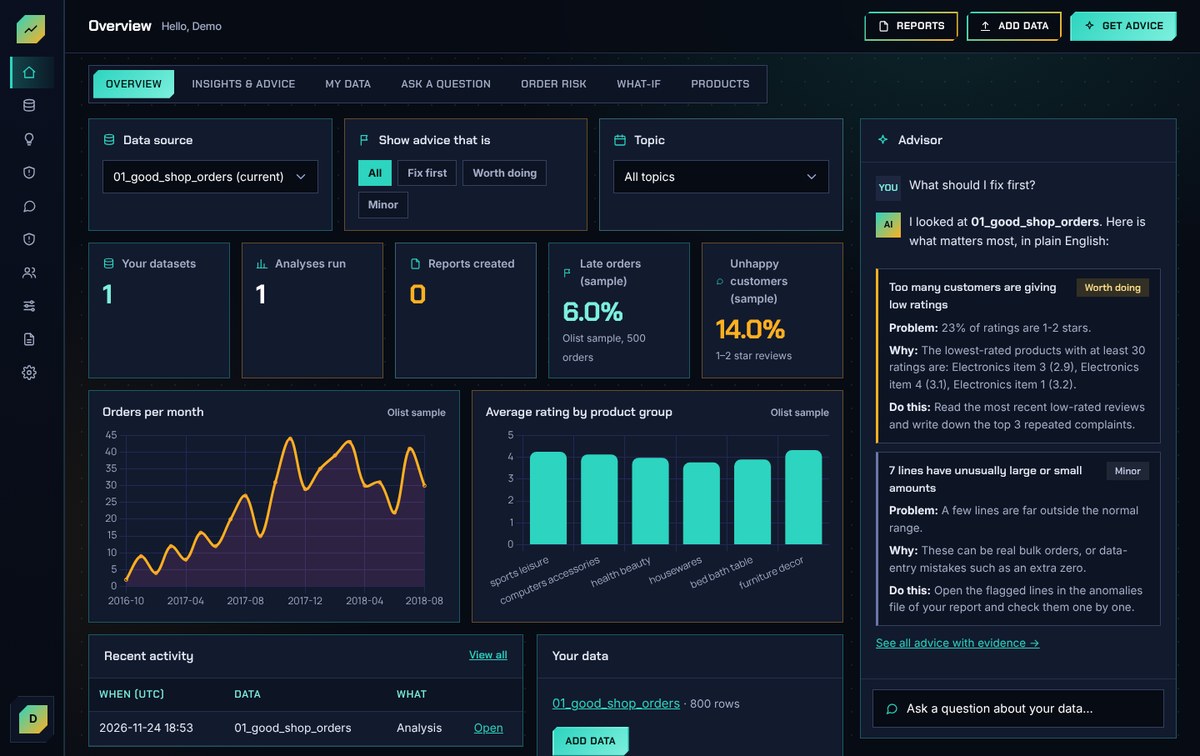 Overview Hello, Demo
REPORTS
ADD DATA
GET ADVICE
OVERVIEW
INSIGHTS & ADVICE
MY DATA
ASK A QUESTION
ORDER RISK
WHAT-IF
PRODUCTS
Data source
01_good_shop_orders (current)
Show advice that is
All
Fix first
Worth doing
Minor
Topic
All topics
Your datasets
1
Analyses run
1
Reports created
0
Late orders
(sample)
6.0%
Olist sample, 500
orders
Unhappy
customers
(sample)
14.0%
1–2 star reviews
Orders per month
Olist sample
45
40
35
30
25
20
15
10
5
0
2016-10
2017-04
2017-08
2017-12
2018-04
2018-08
Average rating by product group
Olist sample
5
4
3
2
1
0
sports leisure
computers accessories
health beauty
housewares
bed bath table
furniture decor
Recent activity
View all
WHEN (UTC)
DATA
WHAT
2026-11-24 18:53
01_good_shop_orders
Analysis
Open
Your data
01_good_shop_orders · 800 rows
ADD DATA
Advisor
YOU
What should I fix first?
AI
I looked at 01_good_shop_orders. Here is
what matters most, in plain English:
Too many customers are giving
low ratings
Worth doing
Problem: 23% of ratings are 1-2 stars.
Why: The lowest-rated products with at least 30
ratings are: Electronics item 3 (2.9), Electronics
item 4 (3.1), Electronics item 1 (3.2).
Do this: Read the most recent low-rated reviews
and write down the top 3 repeated complaints.
7 lines have unusually large or small
amounts
Minor
Problem: A few lines are far outside the normal
range.
Why: These can be real bulk orders, or data-
entry mistakes such as an extra zero.
Do this: Open the flagged lines in the anomalies
file of your report and check them one by one.
See all advice with evidence →
Ask a question about your data...
D